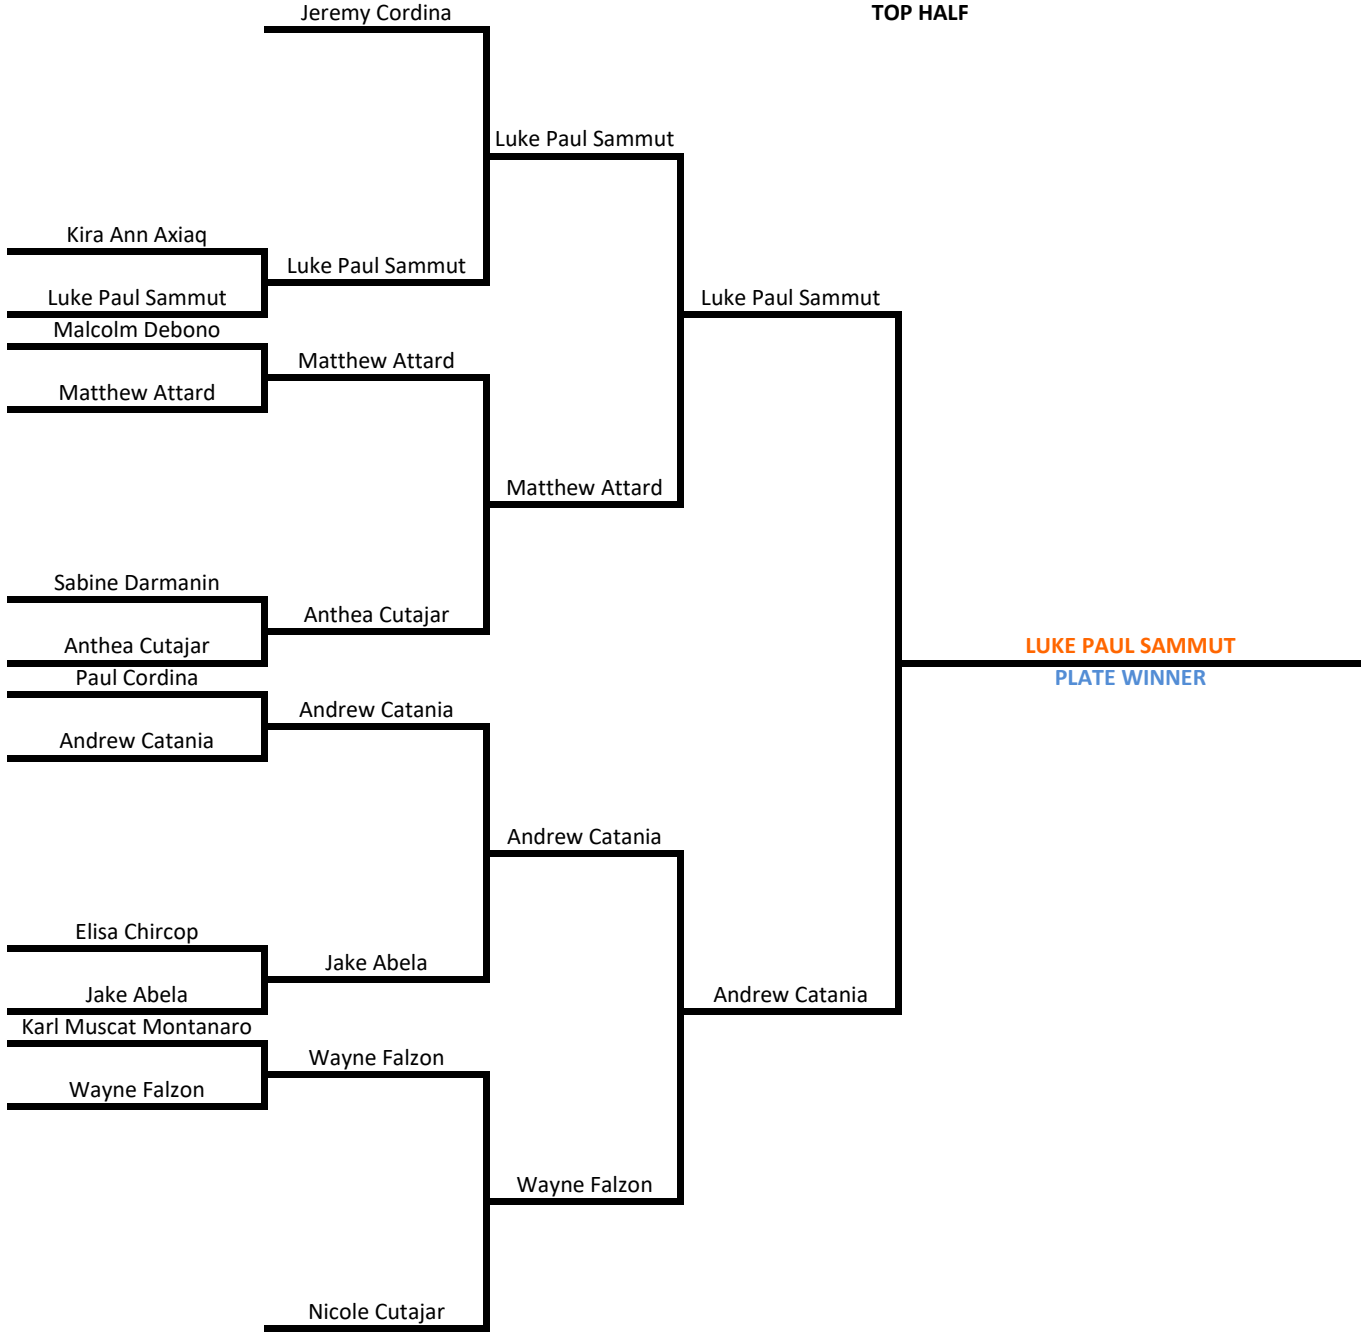 Jeremy Cordina
TOP HALF
Luke Paul Sammut
Kira Ann Axiaq
Luke Paul Sammut
Luke Paul Sammut
Luke Paul Sammut
Malcolm Debono
Matthew Attard
Matthew Attard
Matthew Attard
Sabine Darmanin
Anthea Cutajar
Anthea Cutajar
LUKE PAUL SAMMUT
Paul Cordina
PLATE WINNER
Andrew Catania
Andrew Catania
Andrew Catania
Elisa Chircop
Jake Abela
Jake Abela
Andrew Catania
Karl Muscat Montanaro
Wayne Falzon
Wayne Falzon
Wayne Falzon
Nicole Cutajar